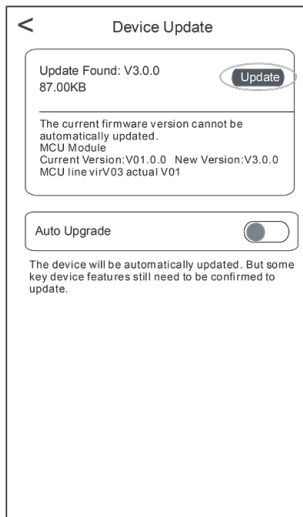 < Device Update
Update Found: V3.0.0
Update
87.00KB
The current firmware version cannot be
automatically updated.
MCU Module
Current Version:V01.0.0 New Version:V3.0.0
MCU line virV03 actual V01
Auto Upgrade
The device will be automatically updated. But some
key device features still need to be confirmed to
update.